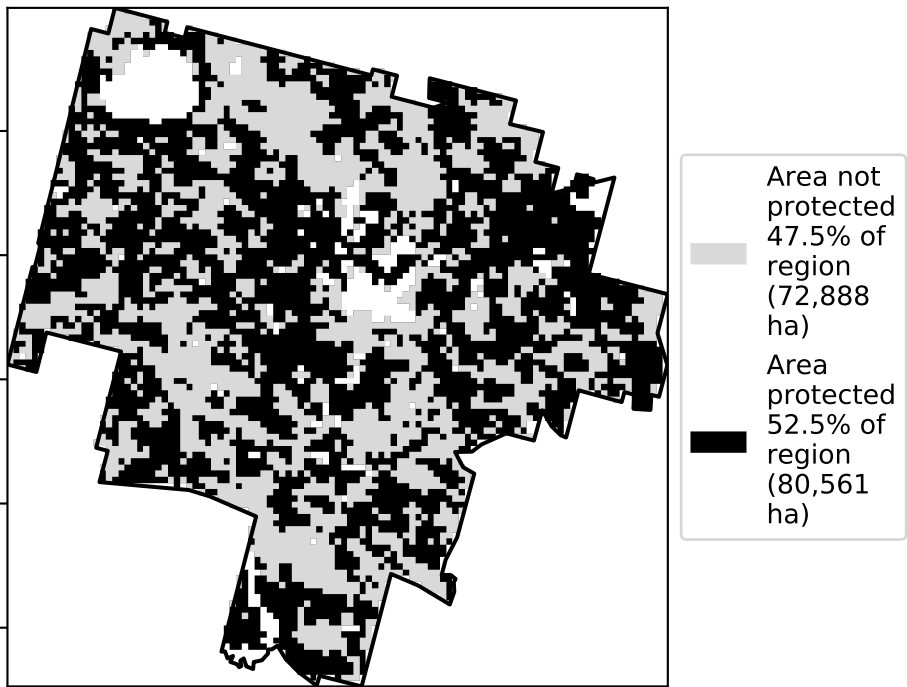 Area not
protected
47.5% of
region
(72,888
ha)
Area
protected
52.5% of
region
(80,561
ha)